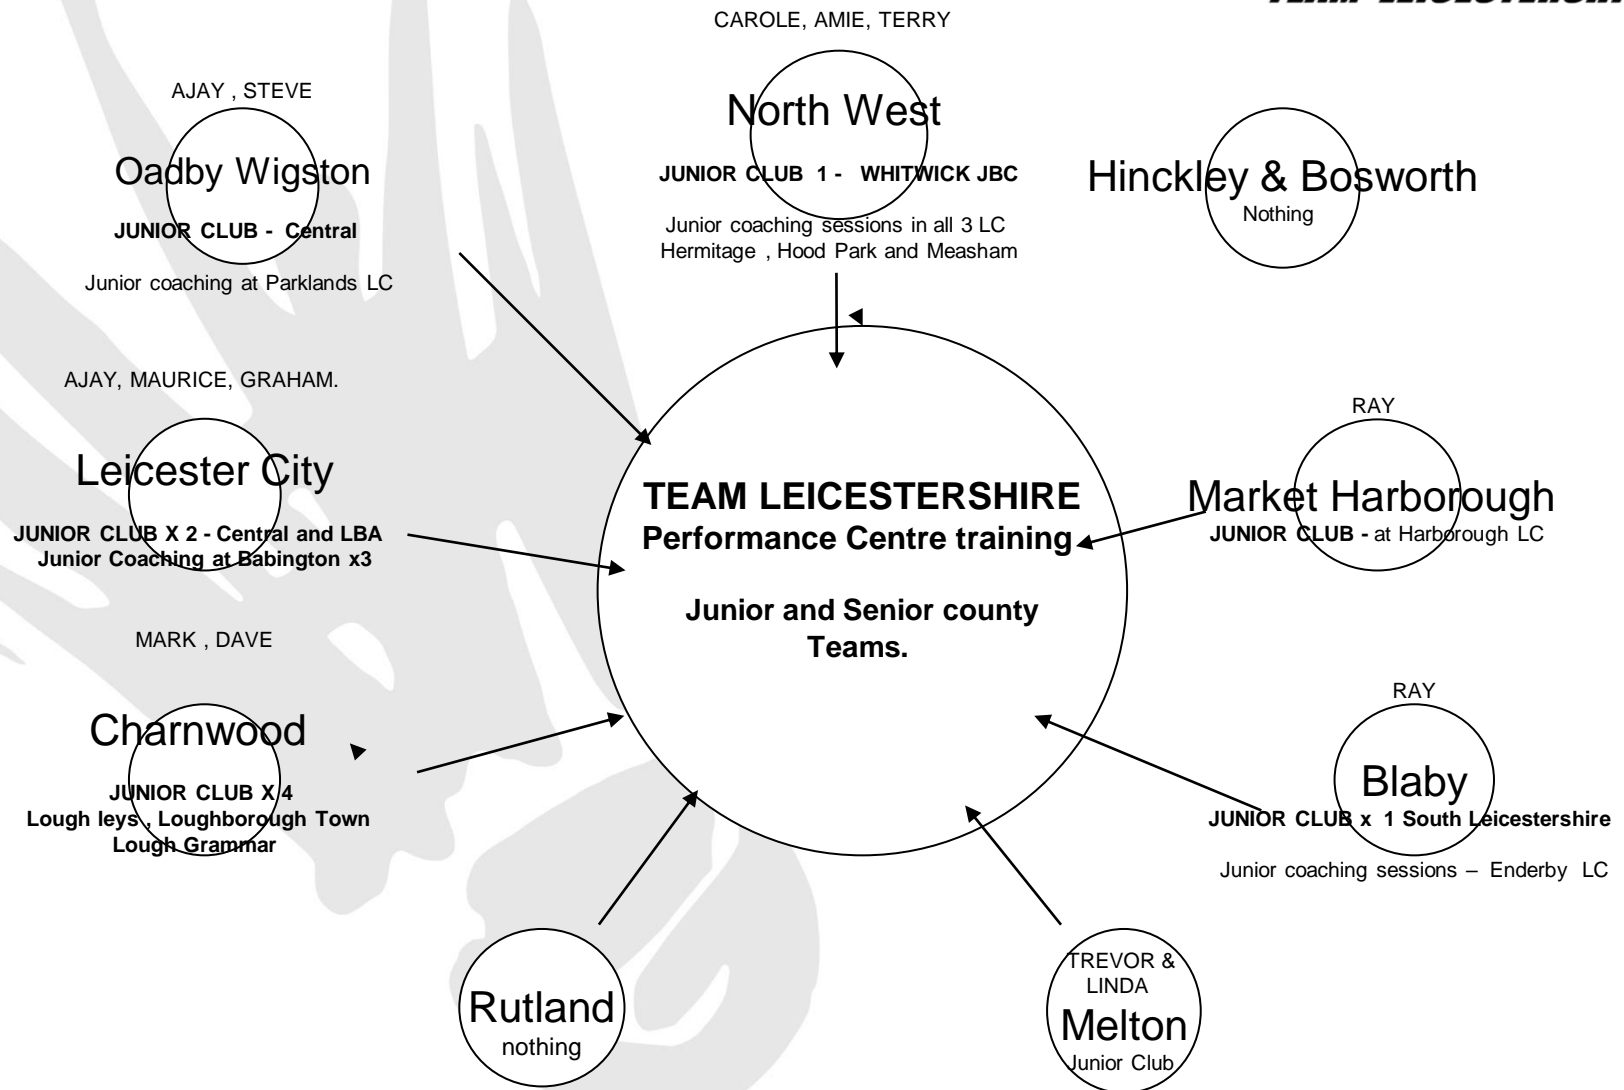 CAROLE, AMIE, TERRY
North West
JUNIOR CLUB 1 - WHITWICK JBC
Junior coaching sessions in all 3 LC
Hermitage , Hood Park and Measham
AJAY , STEVE
Oadby Wigston
JUNIOR CLUB - Central
Junior coaching at Parklands LC
Hinckley & Bosworth
Nothing
AJAY, MAURICE, GRAHAM.
Leicester City
JUNIOR CLUB X 2 - Central and LBA
Junior Coaching at Babington x3
TEAM LEICESTERSHIRE
Performance Centre training
Junior and Senior county
Teams.
RAY
Market Harborough
JUNIOR CLUB - at Harborough LC
MARK , DAVE
Charnwood
JUNIOR CLUB X 4
Lough leys , Loughborough Town
Lough Grammar
RAY
Blaby
JUNIOR CLUB x 1 South Leicestershire
Junior coaching sessions – Enderby LC
Rutland
nothing
TREVOR &
LINDA
Melton
Junior Club